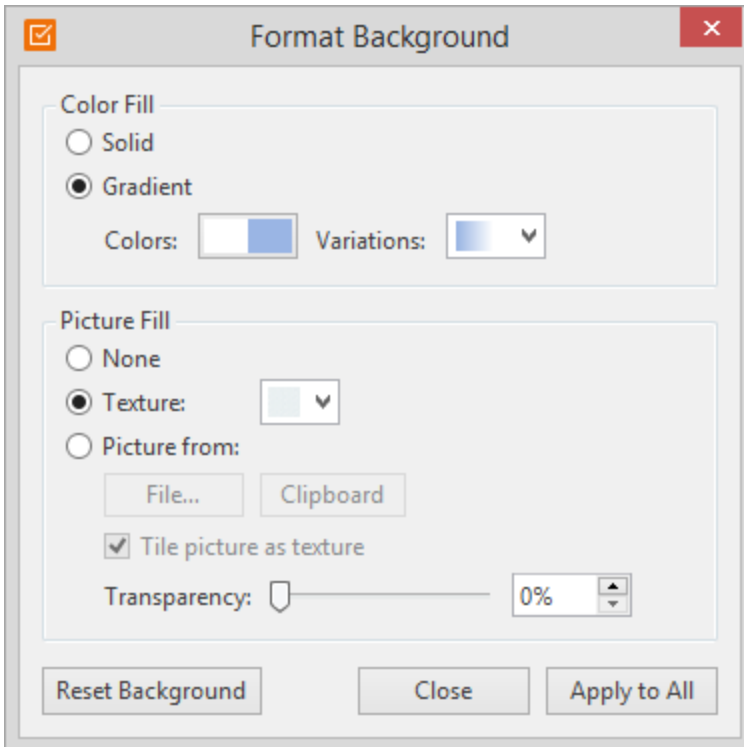 Format Background
Color Fill
Solid
Gradient
Colors: Variations:
Picture Fill
None
Texture:
Picture from:
File... Clipboard
Tile picture as texture
Transparency: 0%
Reset Background Close Apply to All